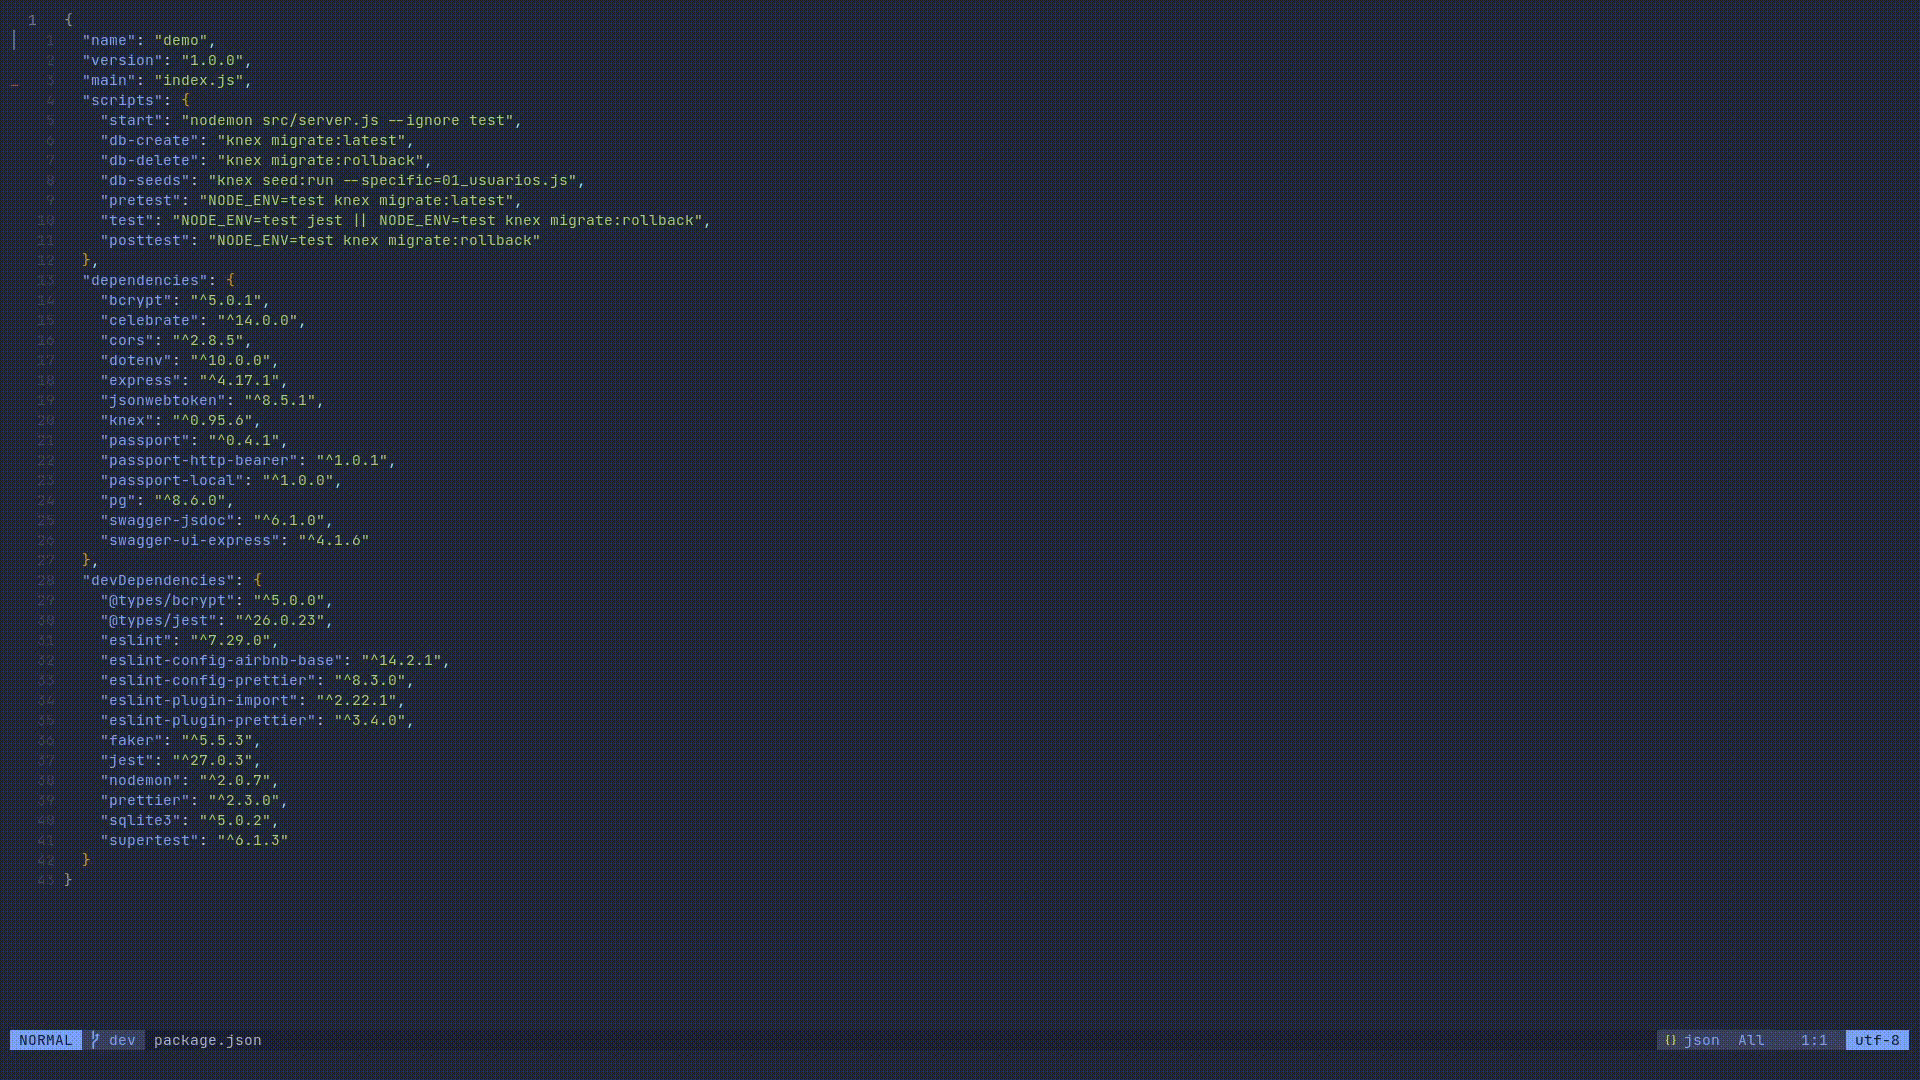 1 {
1 "name": "demo",
2 "version": "1.0.0",
3 "main": "index.js",
4 "scripts": {
5 "start": "nodemon src/server.js --ignore test",
6 "db-create": "knex migrate:latest",
7 "db-delete": "knex migrate:rollback",
8 "db-seeds": "knex seed:run --specific=01_usuarios.js",
9 "pretest": "NODE_ENV=test knex migrate:latest",
10 "test": "NODE_ENV=test jest || NODE_ENV=test knex migrate:rollback",
11 "posttest": "NODE_ENV=test knex migrate:rollback"
12 },
13 "dependencies": {
14 "bcrypt": "^5.0.1",
15 "celebrate": "^14.0.0",
16 "cors": "^2.8.5",
17 "dotenv": "^10.0.0",
18 "express": "^4.17.1",
19 "jsonwebtoken": "^8.5.1",
20 "knex": "^0.95.6",
21 "passport": "^0.4.1",
22 "passport-http-bearer": "^1.0.1",
23 "passport-local": "^1.0.0",
24 "pg": "^8.6.0",
25 "swagger-jsdoc": "^6.1.0",
26 "swagger-ui-express": "^4.1.6"
27 },
28 "devDependencies": {
29 "@types/bcrypt": "^5.0.0",
30 "@types/jest": "^26.0.23",
31 "eslint": "^7.29.0",
32 "eslint-config-airbnb-base": "^14.2.1",
33 "eslint-config-prettier": "^8.3.0",
34 "eslint-plugin-import": "^2.22.1",
35 "eslint-plugin-prettier": "^3.4.0",
36 "faker": "^5.5.3",
37 "jest": "^27.0.3",
38 "nodemon": "^2.0.7",
39 "prettier": "^2.3.0",
40 "sqlite3": "^5.0.2",
41 "supertest": "^6.1.3"
42 }
43 }
NORMAL dev package.json {} json All 1:1 utf-8